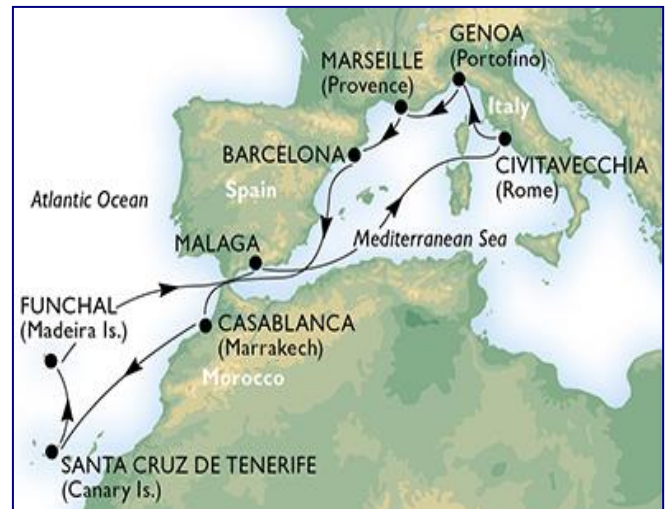 GENOA
(Portofino)
MARSEILLE
(Provence)
Italy
BARCELONA
CIVITAVECCHIA
(Rome)
Spain
Atlantic Ocean
MALAGA
Mediterranean Sea
FUNCHAL
(Madeira Is.)
CASABLANCA
(Marrakech)
Morocco
SANTA CRUZ DE TENERIFE
(Canary Is.)